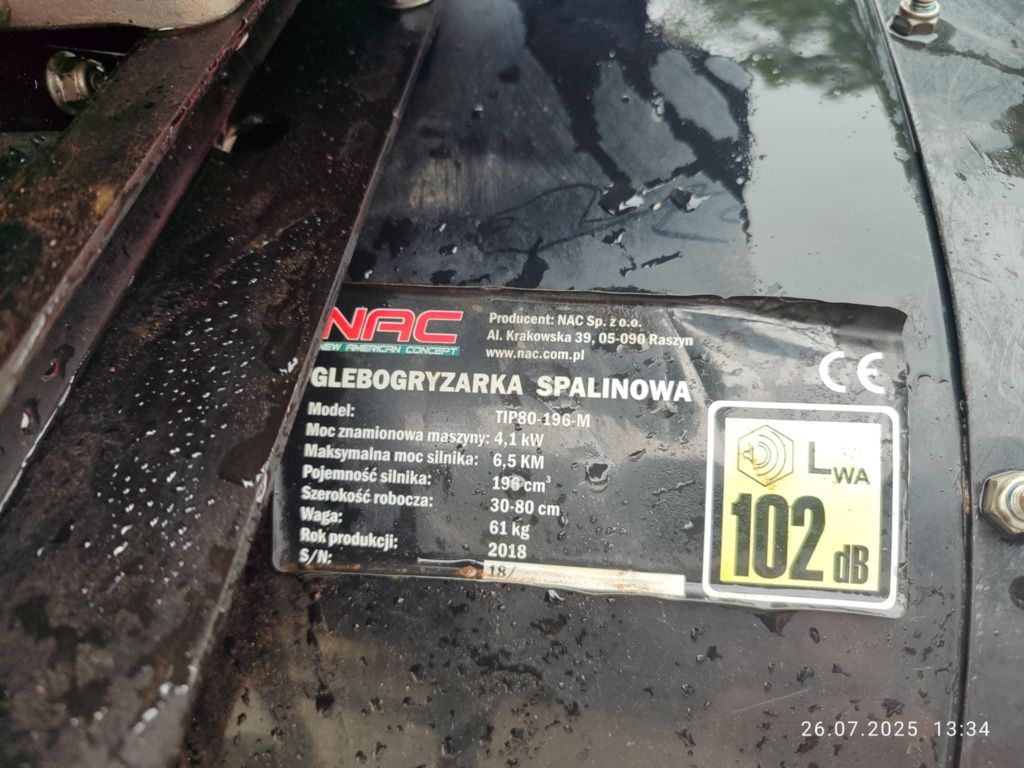 NAC
NEW AMERICAN CONCEPT
Producent: NAC Sp. z o.o.
Al. Krakowska 39, 05-090 Raszyn
www.nac.com.pl
CE
GLEBOGRYZARKA SPALINOWA
Model: TIP80-196-M
Moc znamionowa maszyny: 4,1 kW
Maksymalna moc silnika: 6,5 KM
Pojemność silnika: 196 cm³
Szerokość robocza: 30-80 cm
Waga: 61 kg
Rok produkcji: 2018
S/N: 18/
LWA
102 dB
26.07.2025 13:34